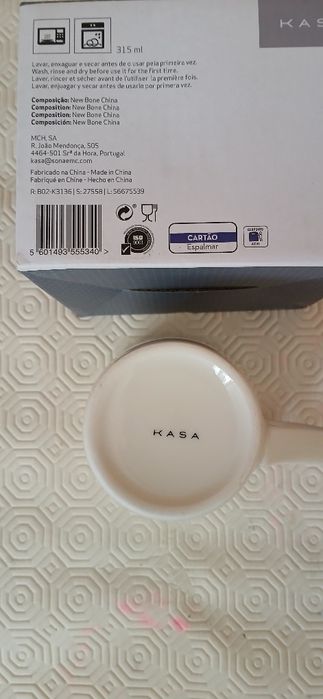 KAS
315 ml
Lavar, enxaguar e secar antes de o usar pela primeira vez.
Wash, rinse and dry before use it for the first time.
Laver, rincer et sécher avant de l'utiliser la première fois.
Lavar, enjuagar y secar antes de usarlo por primera vez.
Composição: New Bone China
Composition: New Bone China
Composition: New Bone China
Composición: New Bone China
MCH, SA
R. João Mendonça, 505
4464-501 Srª da Hora, Portugal
kasa@sonaemc.com
Fabricado na China - Made in China
Fabriqué en Chine - Hecho en China
R: B02-K3136 | S: 27558 | L: 56675539
5 601493 555340 >
ISO
9001
CARTÃO
Espalmar
KASA